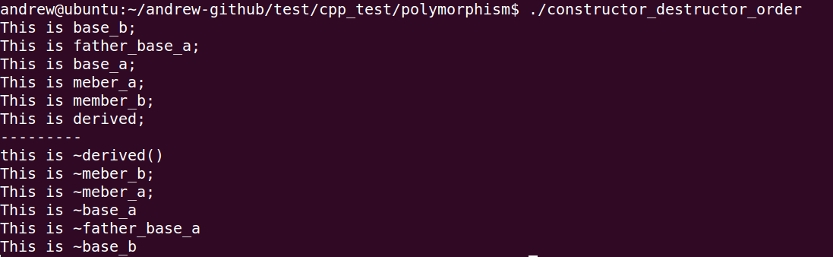 andrew@ubuntu:~/andrew-github/test/cpp_test/polymorphism$ ./constructor_destructor_order
This is base_b;
This is father_base_a;
This is base_a;
This is meber_a;
This is member_b;
This is derived;
---------
this is ~derived()
This is ~meber_b;
This is ~meber_a;
This is ~base_a
This is ~father_base_a
This is ~base_b